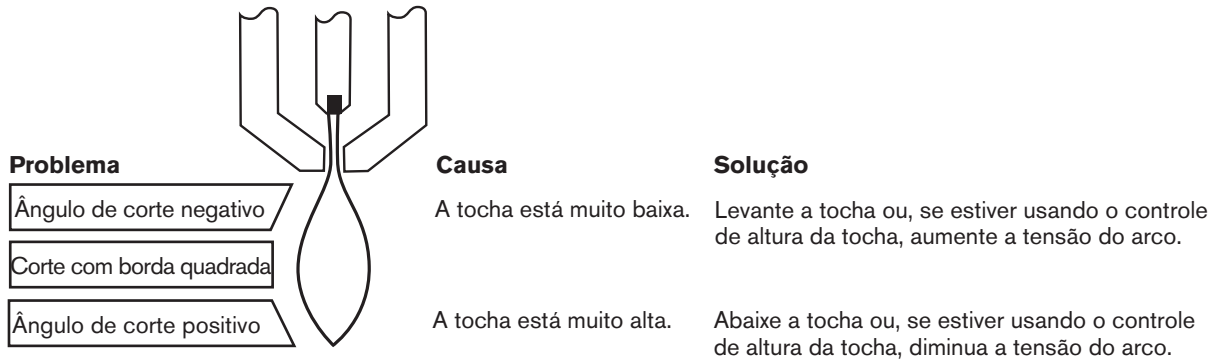 Problema
Causa
Solução
Ângulo de corte negativo
A tocha está muito baixa.
Levante a tocha ou, se estiver usando o controle
de altura da tocha, aumente a tensão do arco.
Corte com borda quadrada
Ângulo de corte positivo
A tocha está muito alta.
Abaixe a tocha ou, se estiver usando o controle
de altura da tocha, diminua a tensão do arco.